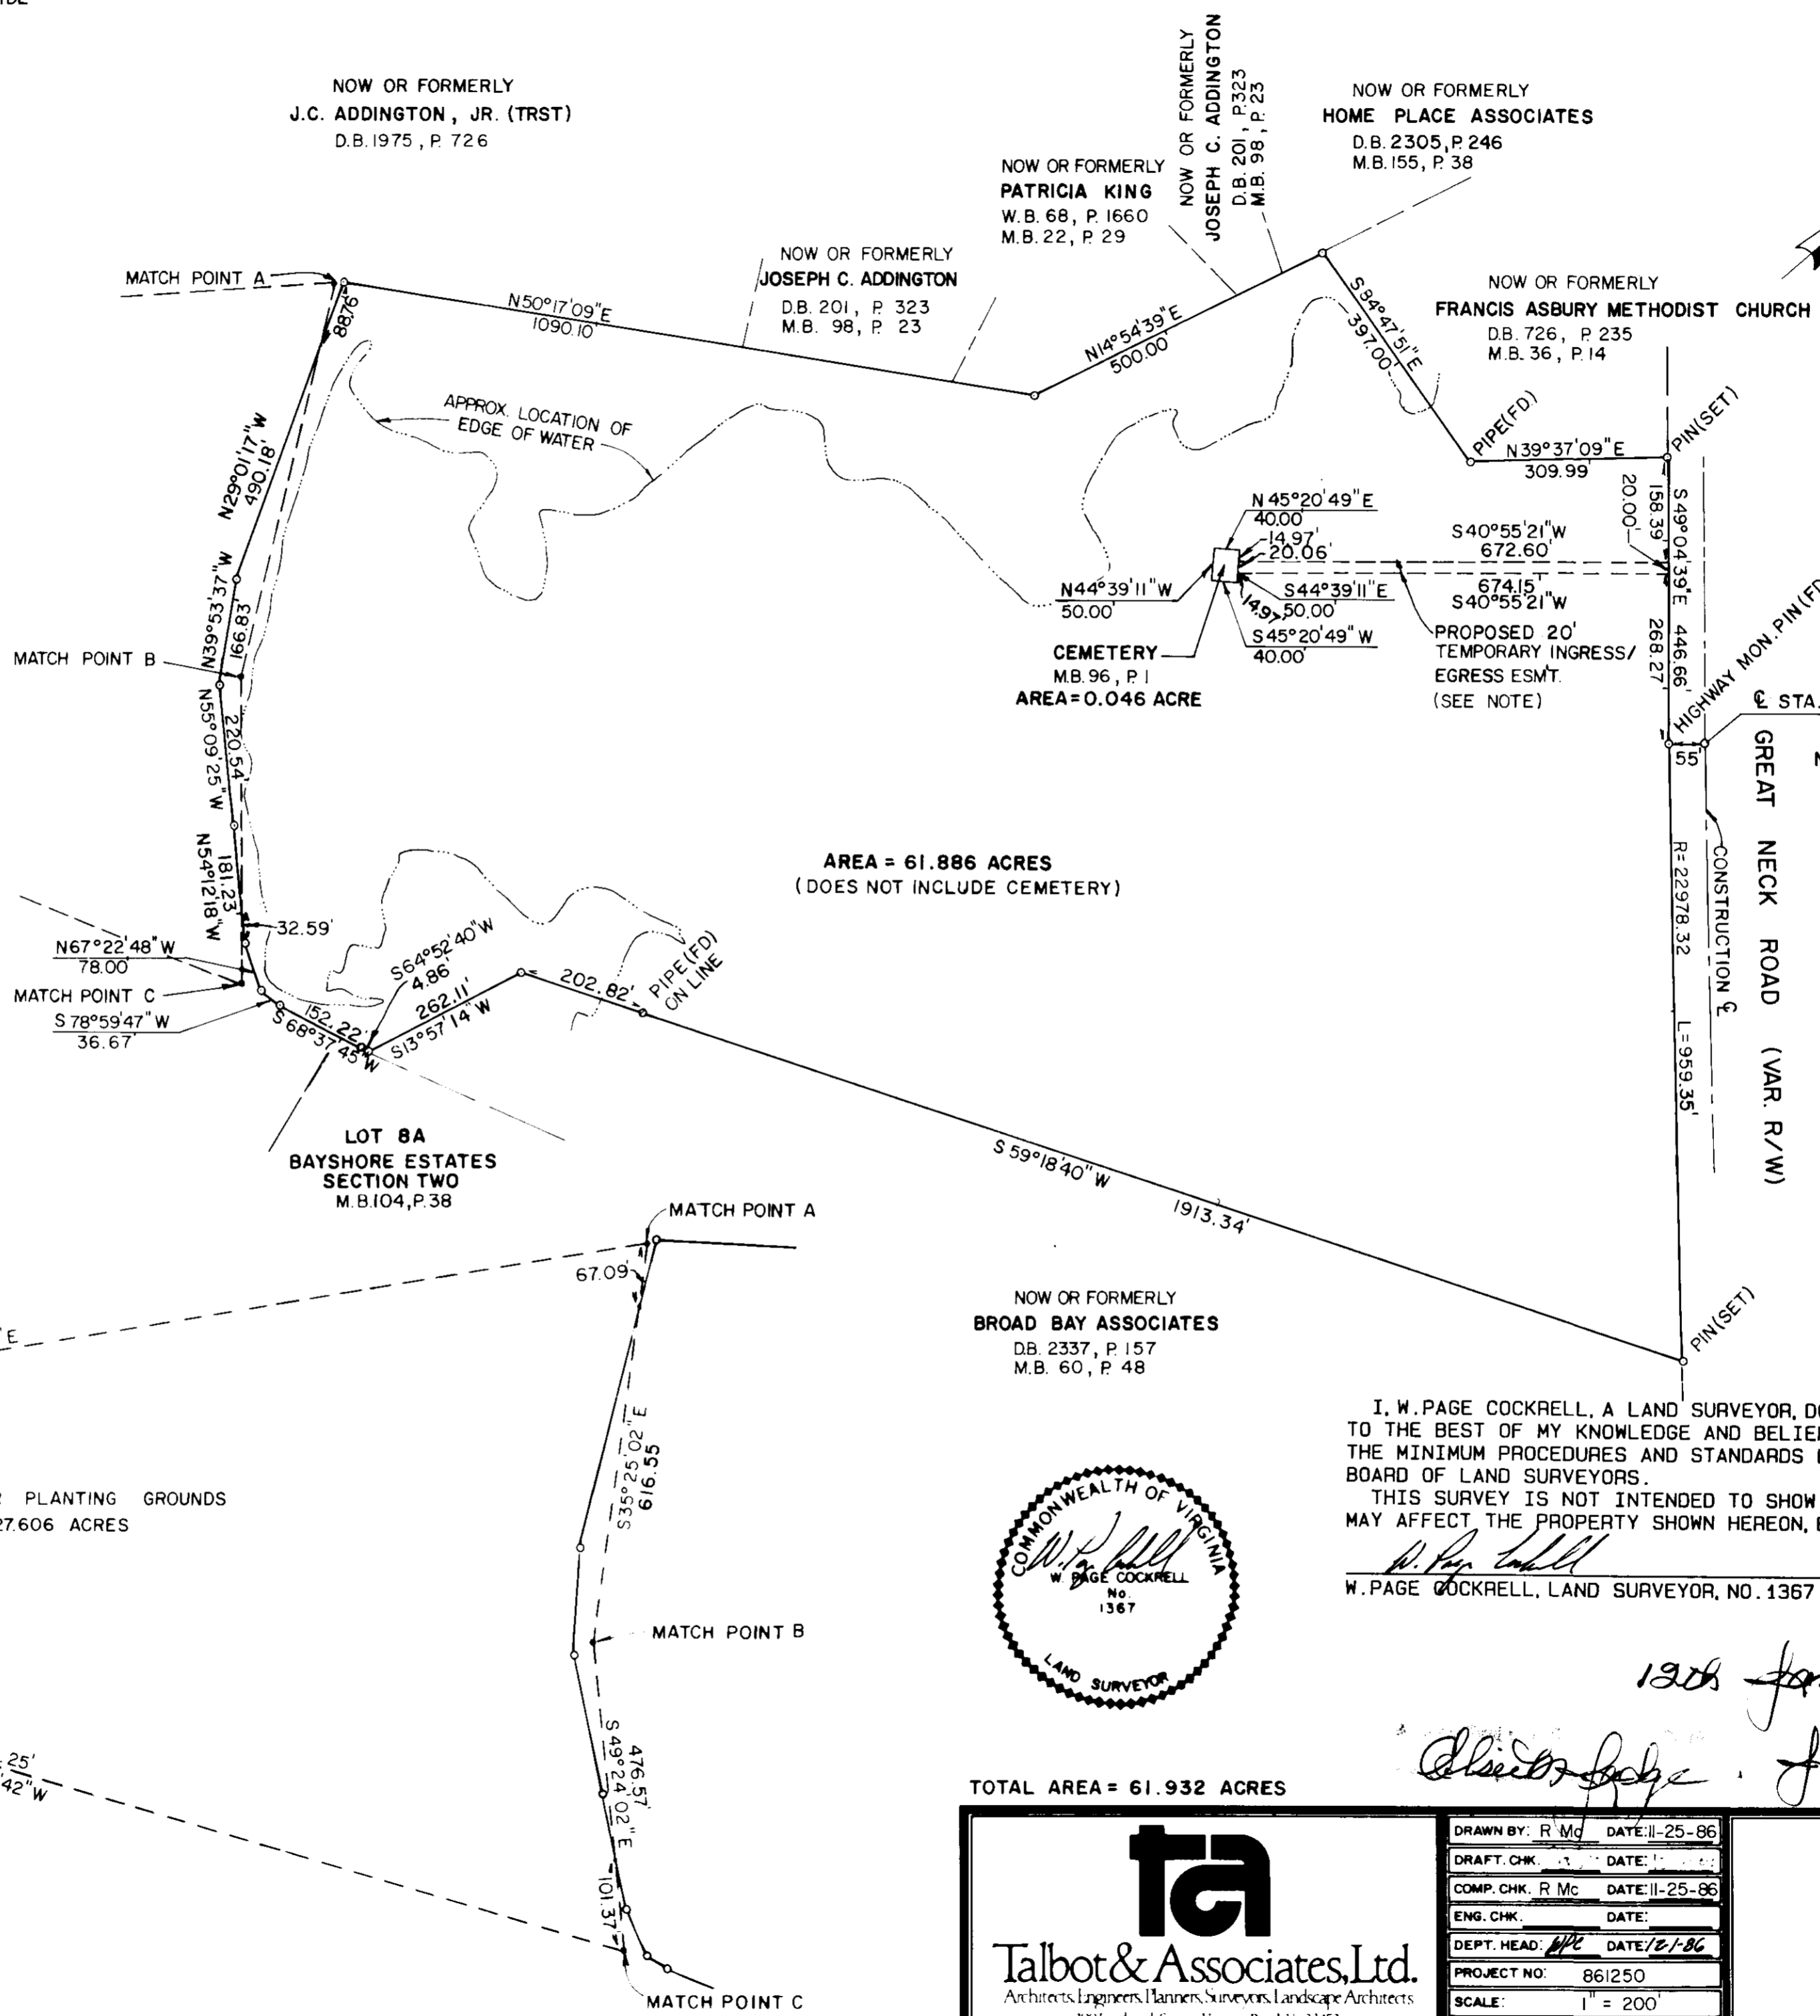 NOW OR FORMERLY
J.C. ADDINGTON, JR. (TRST)
D.B. 1975, P. 726
NOW OR FORMERLY
JOSEPH C. ADDINGTON
D.B. 201, P. 323
M.B. 98, P. 23
NOW OR FORMERLY
PATRICIA KING
W.B. 68, P. 1660
M.B. 22, P. 29
NOW OR FORMERLY
JOSEPH C. ADDINGTON
D.B. 201, P.323
M.B. 98, P.23
NOW OR FORMERLY
HOME PLACE ASSOCIATES
D.B. 2305, P. 246
M.B. 155, P. 38
NOW OR FORMERLY
FRANCIS ASBURY METHODIST CHURCH
D.B. 726, P. 235
M.B. 36, P. 14
MATCH POINT A
88.76'
N50°17'09"E
1090.10'
N14°54'39"E
500.00'
S84°47'51"E
397.00'
PIPE(FD.)
N39°37'09"E
309.99'
PIN(SET)
APPROX. LOCATION OF
EDGE OF WATER
N29°01'17"W
490.18'
N39°53'37"W
166.83'
MATCH POINT B
N55°09'25"W
220.54'
N54°12'18"W
181.23'
32.59'
N67°22'48"W
78.00'
MATCH POINT C
S78°59'47"W
36.67'
152.22'
S68°37'45"W
S64°52'40"W
4.86'
262.11'
S13°57'14"W
202.82'
PIPE(FD)
ON LINE
N45°20'49"E
40.00'
14.97'
20.06'
N44°39'11"W
50.00'
S44°39'11"E
50.00'
14.97'
S45°20'49"W
40.00'
CEMETERY
M.B. 96, P. 1
AREA=0.046 ACRE
S40°55'21"W
672.60'
674.15'
S40°55'21"W
PROPOSED 20'
TEMPORARY INGRESS/
EGRESS ESM'T.
(SEE NOTE)
20.00'
158.39'
S49°04'39"E 446.66'
268.27'
HIGHWAY MON. PIN(FD
℄ STA.
55'
GREAT NECK ROAD (VAR. R/W)
CONSTRUCTION ℄
R=22978.32
L=959.35'
AREA = 61.886 ACRES
(DOES NOT INCLUDE CEMETERY)
LOT 8A
BAYSHORE ESTATES
SECTION TWO
M.B.104, P.38
S59°18'40"W
1913.34'
PIN(SET)
NOW OR FORMERLY
BROAD BAY ASSOCIATES
D.B. 2337, P. 157
M.B. 60, P. 48
MATCH POINT A
67.09'
"E
S35°25'02"E
616.55
PLANTING GROUNDS
27.606 ACRES
MATCH POINT B
S49°24'02"E
476.57'
25'
'42"W
101.37'
MATCH POINT C
I, W.PAGE COCKRELL, A LAND SURVEYOR, DO
TO THE BEST OF MY KNOWLEDGE AND BELIE
THE MINIMUM PROCEDURES AND STANDARDS
BOARD OF LAND SURVEYORS.
THIS SURVEY IS NOT INTENDED TO SHOW
MAY AFFECT THE PROPERTY SHOWN HEREON,
W.PAGE COCKRELL, LAND SURVEYOR, NO.1367
COMMONWEALTH OF VIRGINIA
W. PAGE COCKRELL
No.
1367
LAND SURVEYOR
12th
TOTAL AREA = 61.932 ACRES
ta
Talbot & Associates, Ltd.
Architects, Engineers, Planners, Surveyors, Landscape Architects
DRAWN BY: R Mc DATE: 11-25-86
DRAFT. CHK. DATE:
COMP. CHK. R Mc DATE: 11-25-86
ENG. CHK. DATE:
DEPT. HEAD: WPC DATE: 12-1-86
PROJECT NO: 861250
SCALE: 1" = 200'